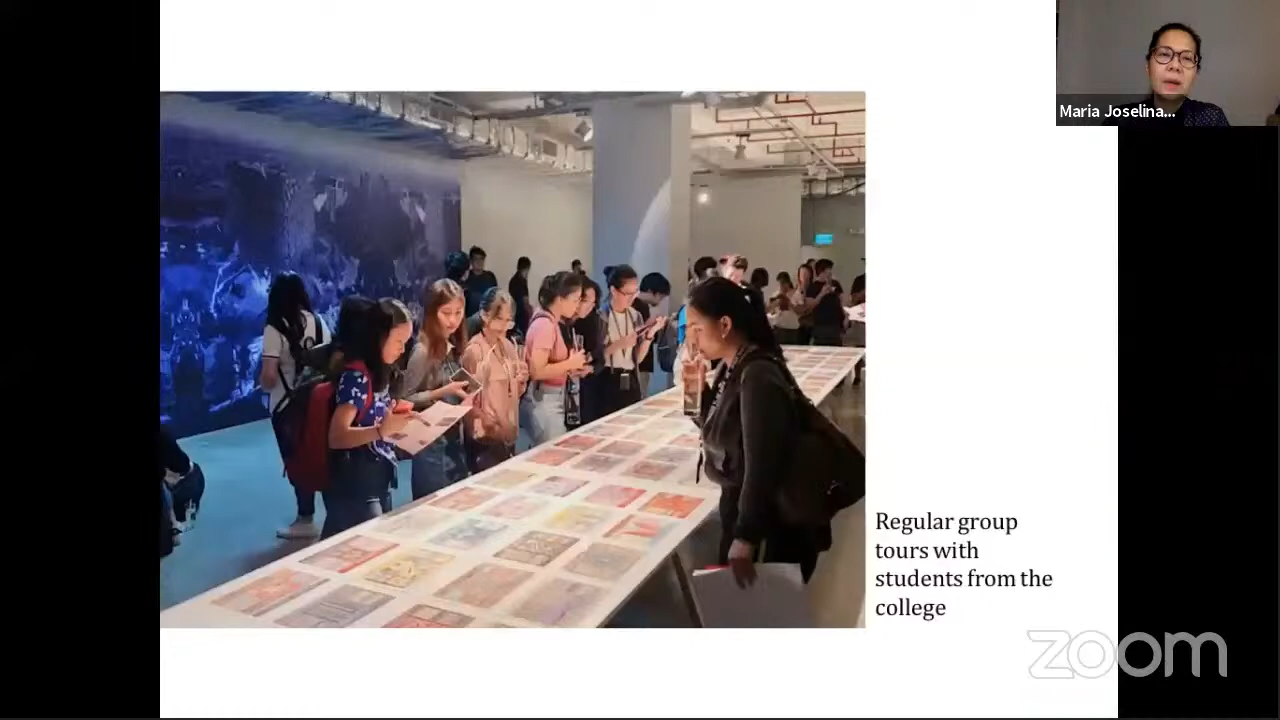 Maria Joselina...
Regular group
tours with
students from the
college
zoom